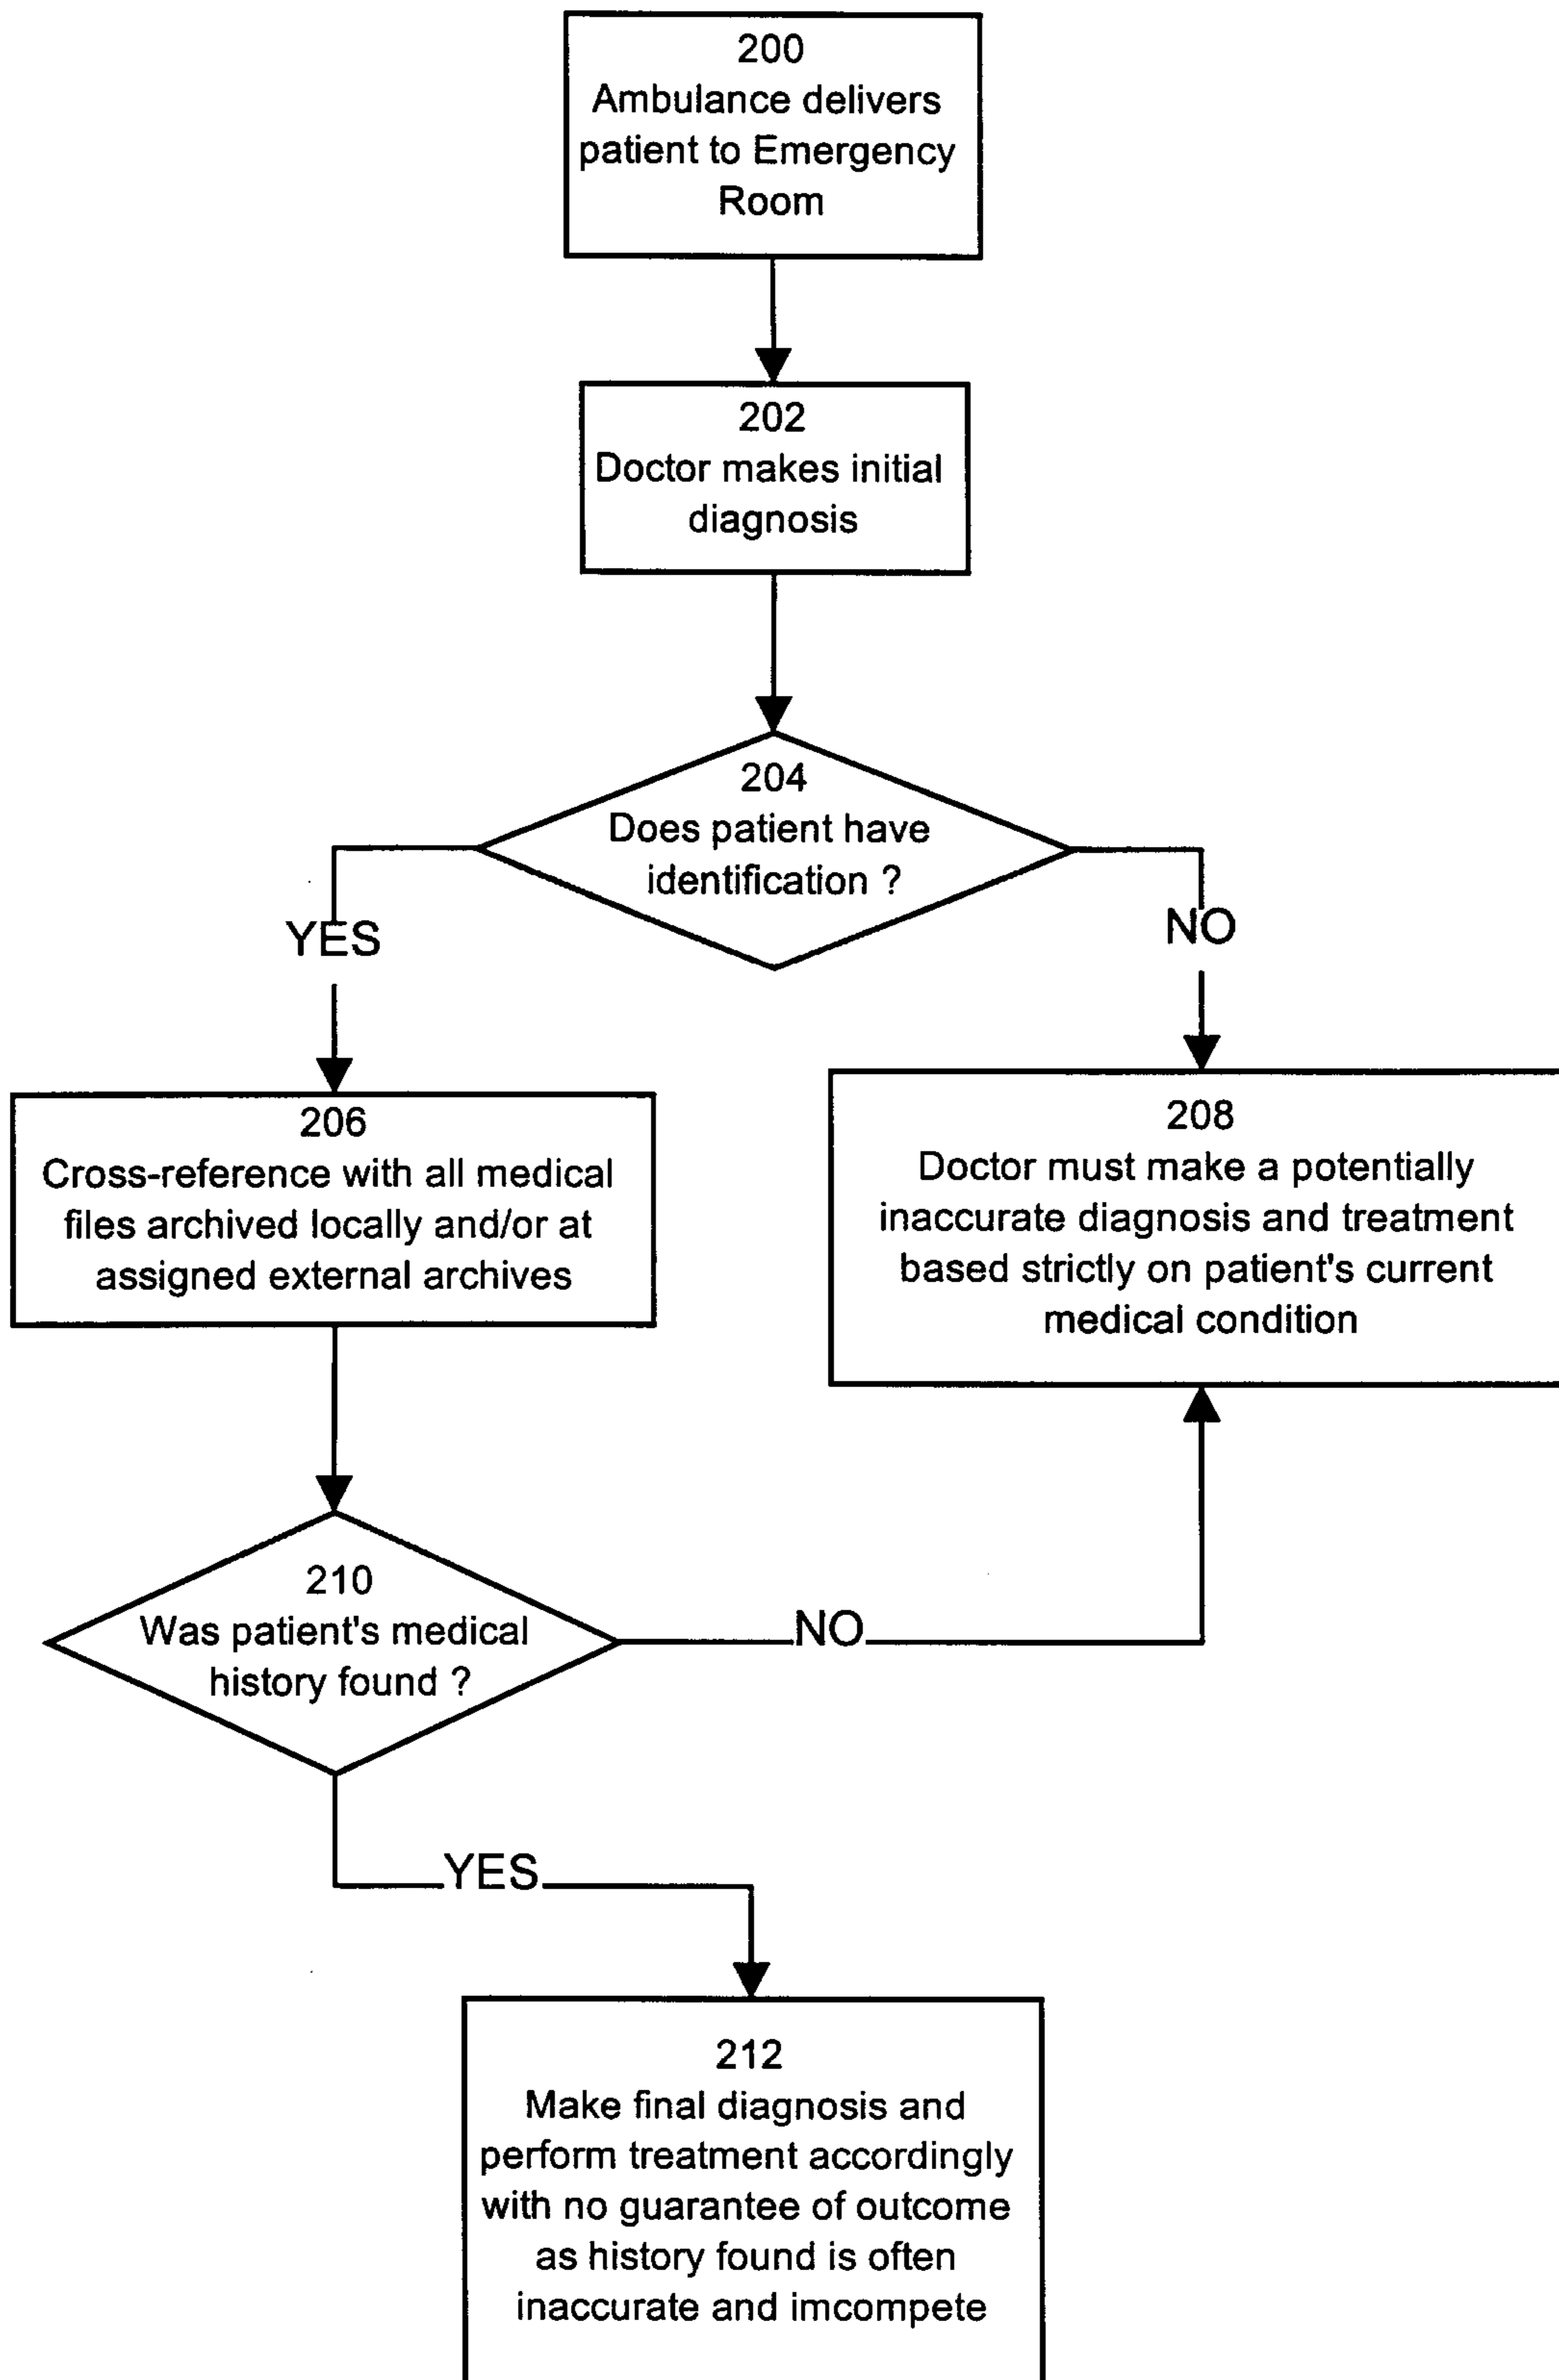 200
Ambulance delivers
patient to Emergency
Room
202
Doctor makes initial
diagnosis
204
Does patient have
identification ?
YES
NO
206
Cross-reference with all medical
files archived locally and/or at
assigned external archives
208
Doctor must make a potentially
inaccurate diagnosis and treatment
based strictly on patient's current
medical condition
210
Was patient's medical
history found ?
NO
YES
212
Make final diagnosis and
perform treatment accordingly
with no guarantee of outcome
as history found is often
inaccurate and imcompete